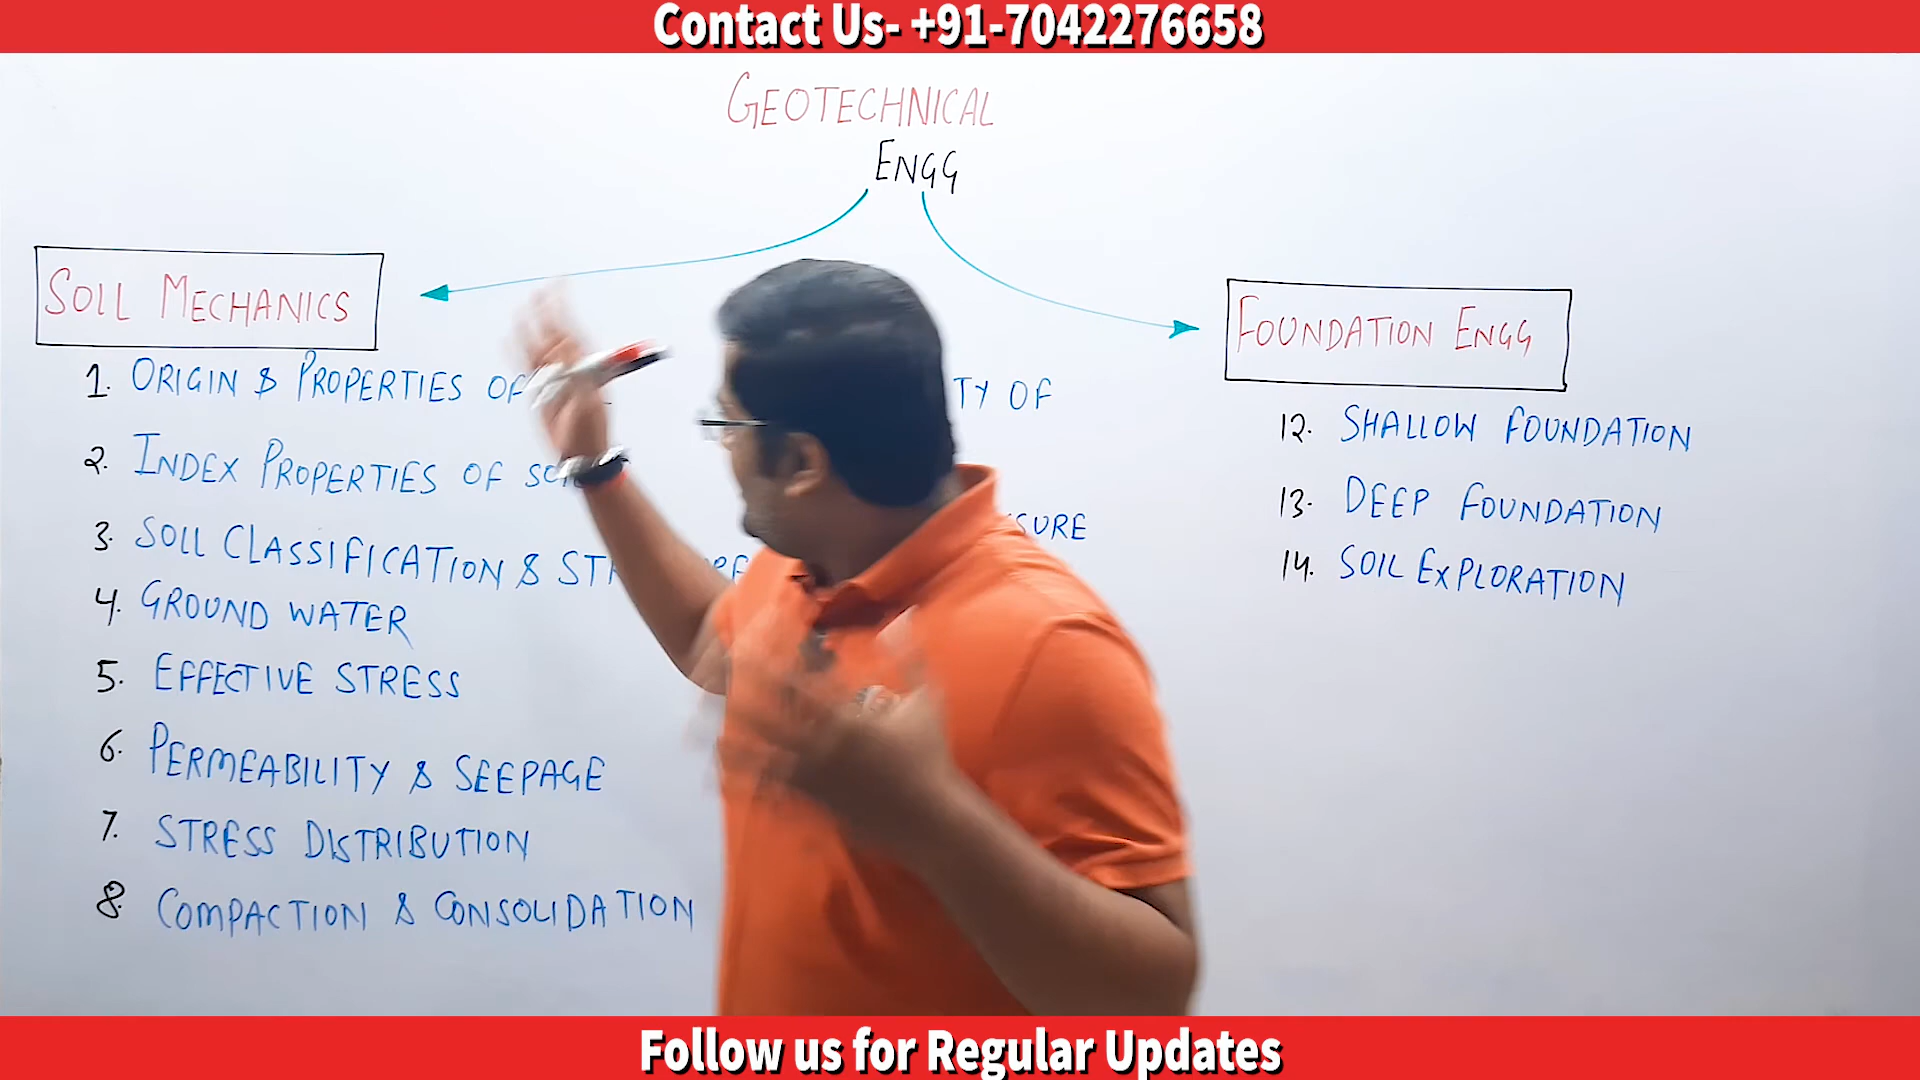 Contact Us- +91-7042276658
GEOTECHNICAL
ENGG
SOIL MECHANICS
1. ORIGIN & PROPERTIES OF
2. INDEX PROPERTIES OF
3. SOIL CLASSIFICATION &
4. GROUND WATER
5. EFFECTIVE STRESS
6. PERMEABILITY & SEEPAGE
7. STRESS DISTRIBUTION
8. COMPACTION & CONSOLIDATION
OF
FOUNDATION ENGG
12. SHALLOW FOUNDATION
13. DEEP FOUNDATION
14. SOIL EXPLORATION
Follow us for Regular Updates